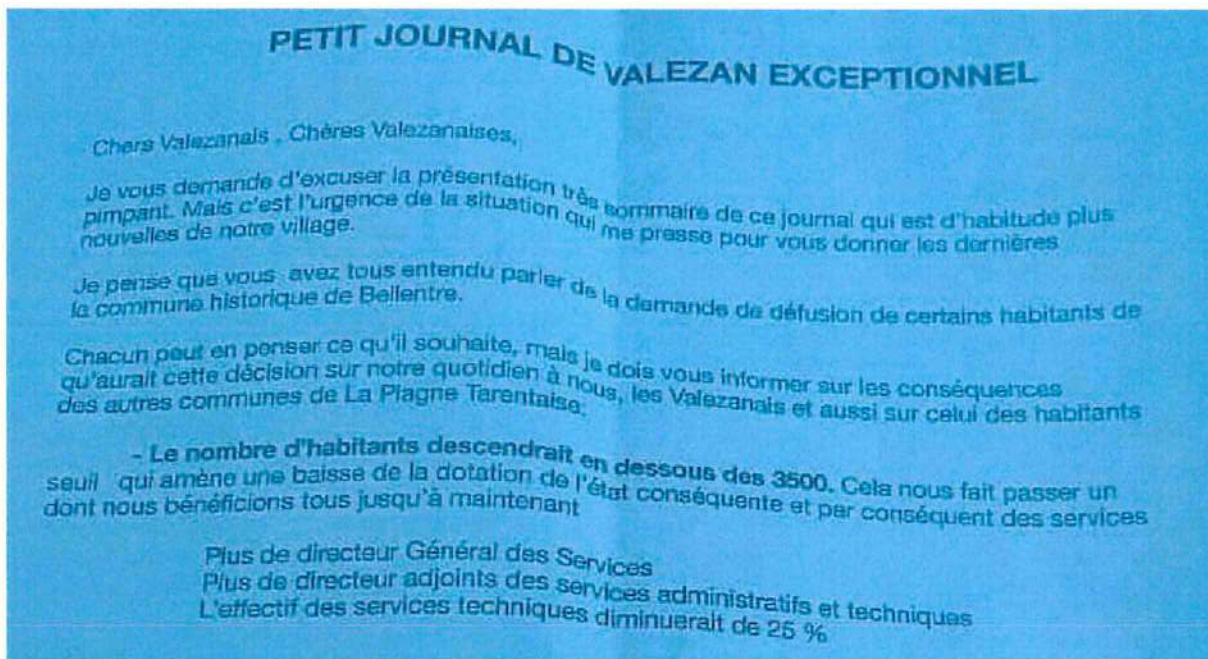 PETIT JOURNAL DE VALEZAN EXCEPTIONNEL
Chers Valezanais , Chères Valezanaises,
Je vous demande d'excuser la présentation très sommaire de ce journal qui est d'habitude plus
pimpant. Mais c'est l'urgence de la situation qui me presse pour vous donner les dernières
nouvelles de notre village.
Je pense que vous avez tous entendu parler de la demande de défusion de certains habitants de
la commune historique de Bellentre.
Chacun peut en penser ce qu'il souhaite, mais je dois vous informer sur les conséquences
qu'aurait cette décision sur notre quotidien à nous, les Valezanais et aussi sur celui des habitants
des autres communes de La Plagne Tarentaise.
- Le nombre d'habitants descendrait en dessous des 3500. Cela nous fait passer un
seuil qui amène une baisse de la dotation de l'état conséquente et par conséquent des services
dont nous bénéficions tous jusqu'à maintenant
Plus de directeur Général des Services
Plus de directeur adjoints des services administratifs et techniques
L'effectif des services techniques diminuerait de 25 %